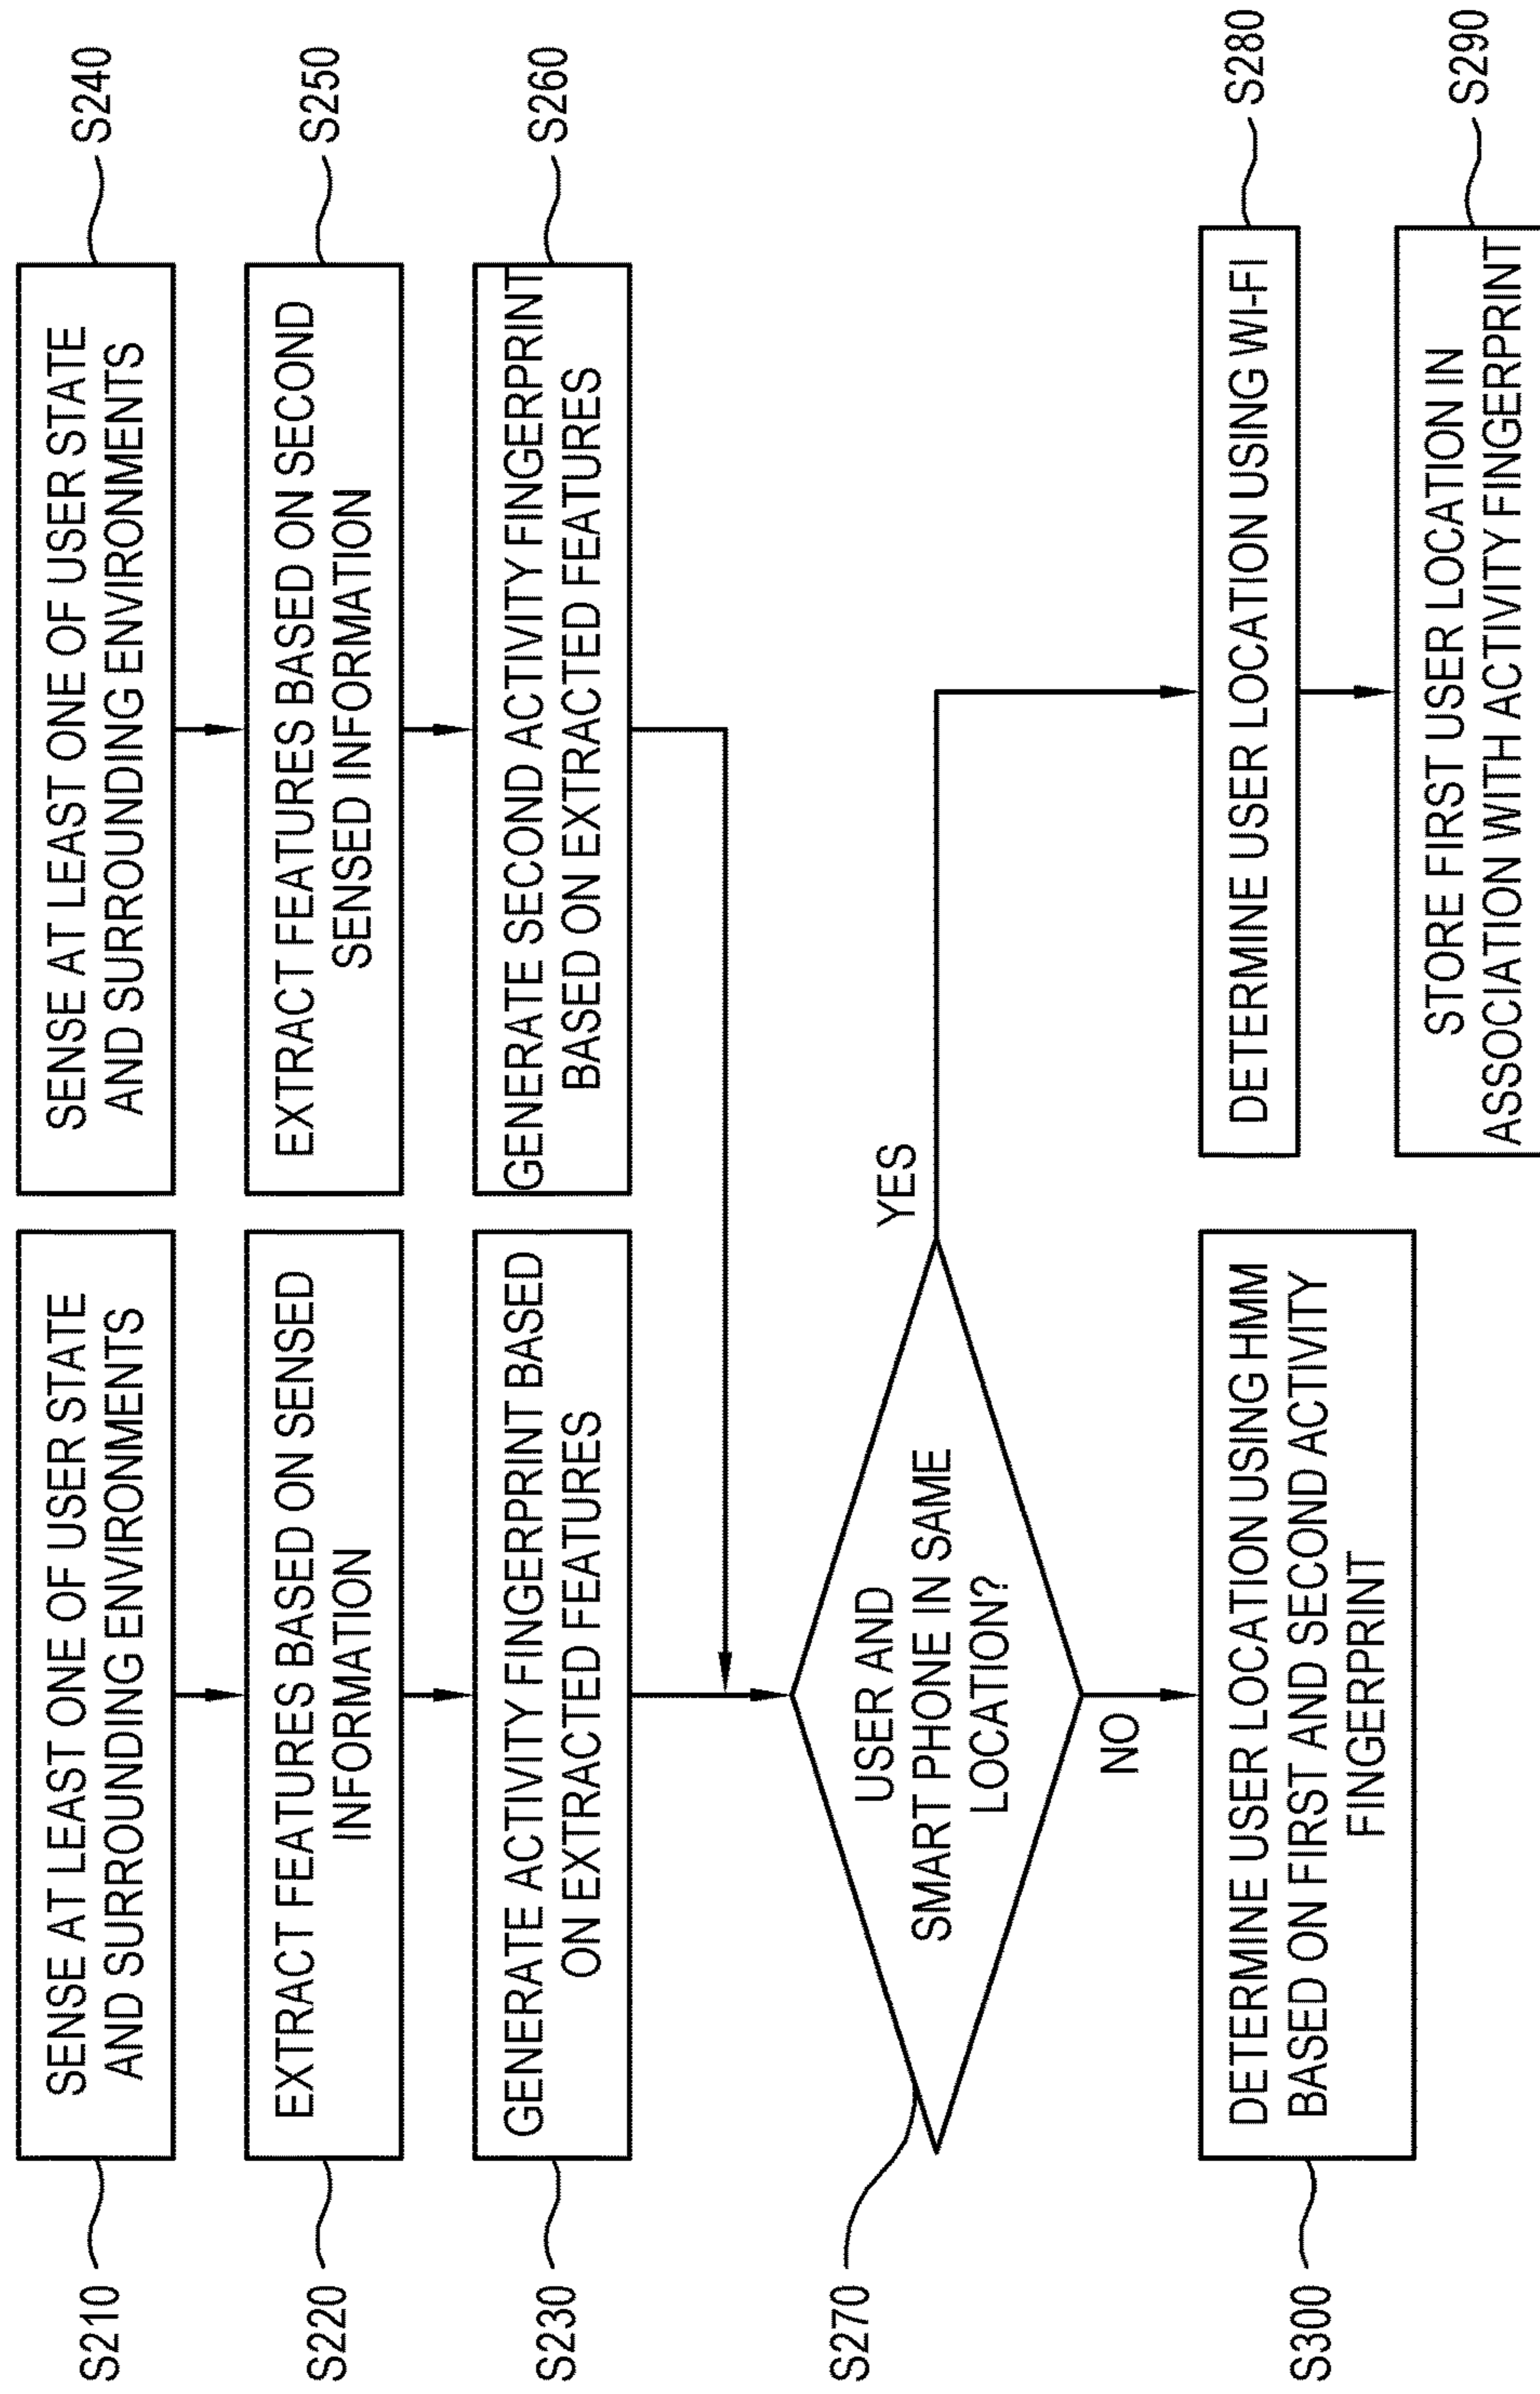 S210
SENSE AT LEAST ONE OF USER STATE
AND SURROUNDING ENVIRONMENTS
S220
EXTRACT FEATURES BASED ON SENSED
INFORMATION
S230
GENERATE ACTIVITY FINGERPRINT BASED
ON EXTRACTED FEATURES
SENSE AT LEAST ONE OF USER STATE
AND SURROUNDING ENVIRONMENTS
S240
EXTRACT FEATURES BASED ON SECOND
SENSED INFORMATION
S250
GENERATE SECOND ACTIVITY FINGERPRINT
BASED ON EXTRACTED FEATURES
S260
S270
USER AND
SMART PHONE IN SAME
LOCATION?
YES
NO
DETERMINE USER LOCATION USING WI-FI
S280
STORE FIRST USER LOCATION IN
ASSOCIATION WITH ACTIVITY FINGERPRINT
S290
S300
DETERMINE USER LOCATION USING HMM
BASED ON FIRST AND SECOND ACTIVITY
FINGERPRINT